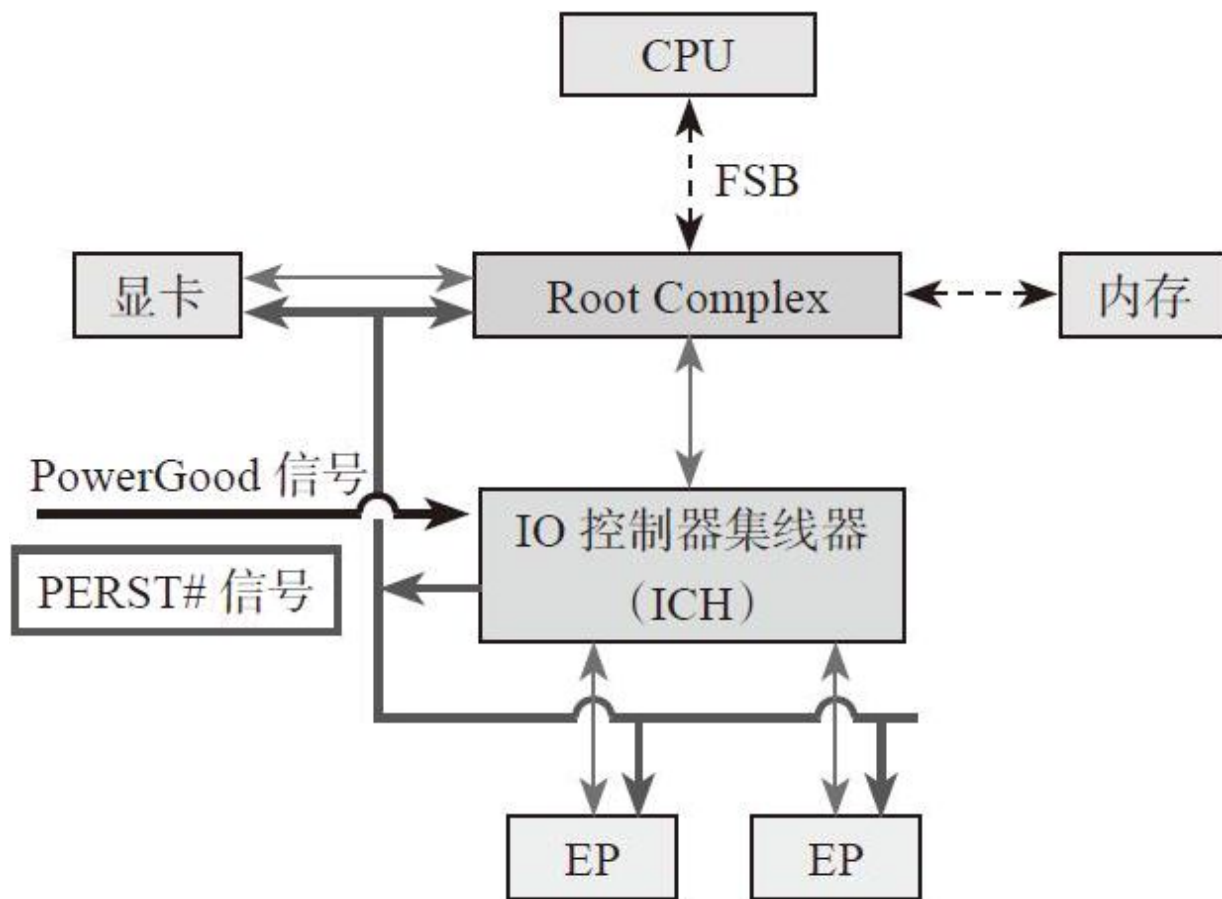 CPU
FSB
显卡
Root Complex
内存
PowerGood 信号
IO 控制器集线器
（ICH）
PERST# 信号
EP
EP